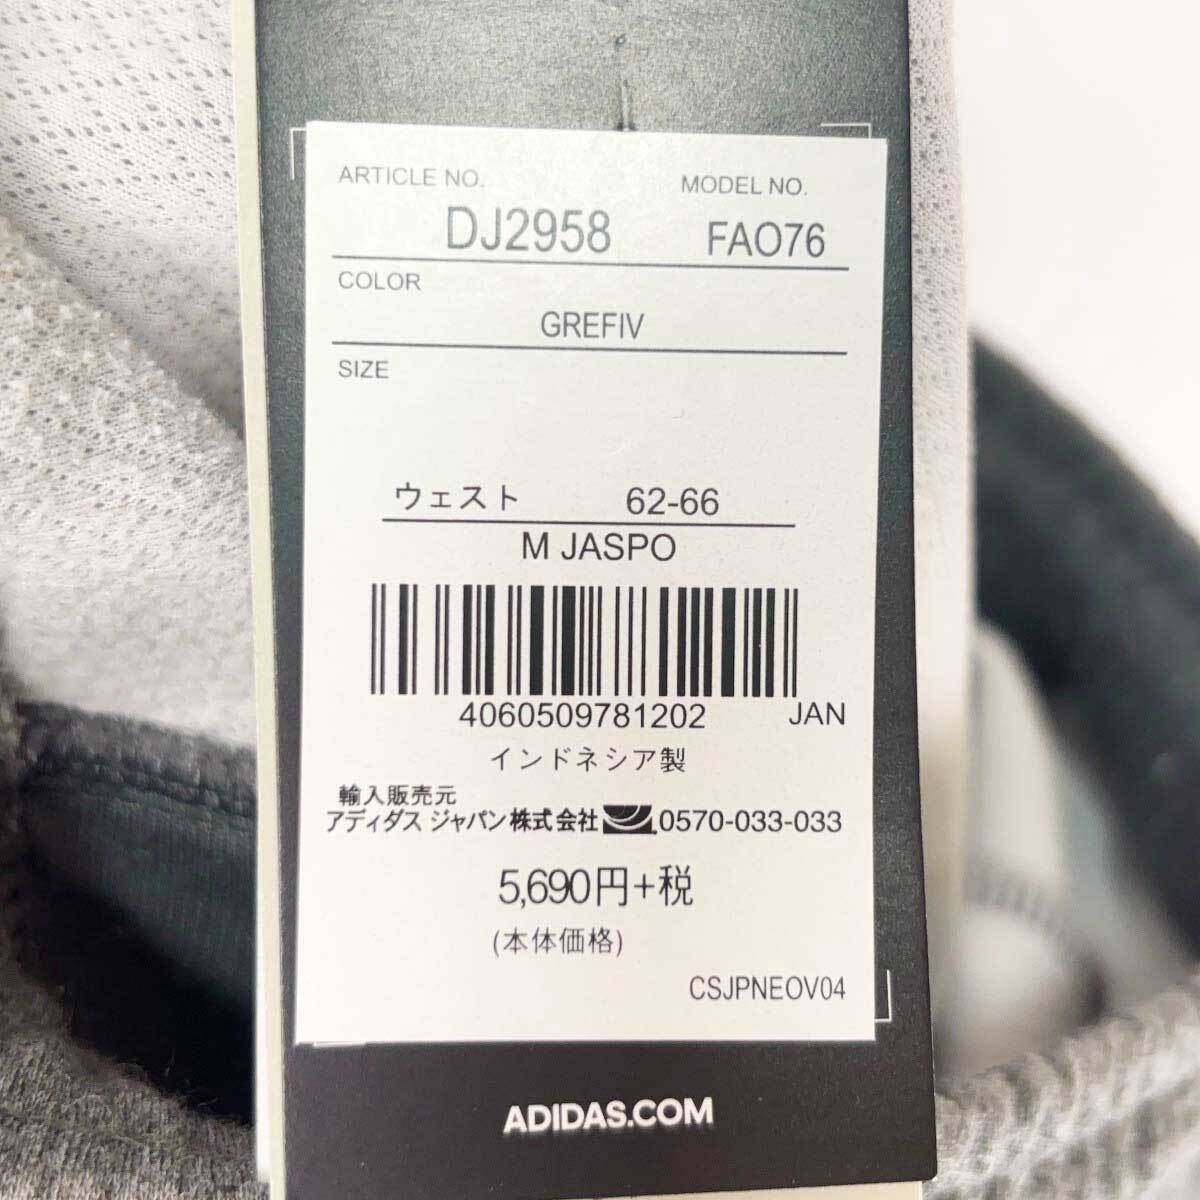 ARTICLE NO. MODEL NO.
DJ2958 FAO76
COLOR
GREFIV
SIZE
ウェスト 62-66
M JASPO
4060509781202 JAN
インドネシア製
輸入販売元
アディダス ジャパン株式会社 0570-033-033
5,690円+税
(本体価格)
CSJPNEOV04
ADIDAS.COM